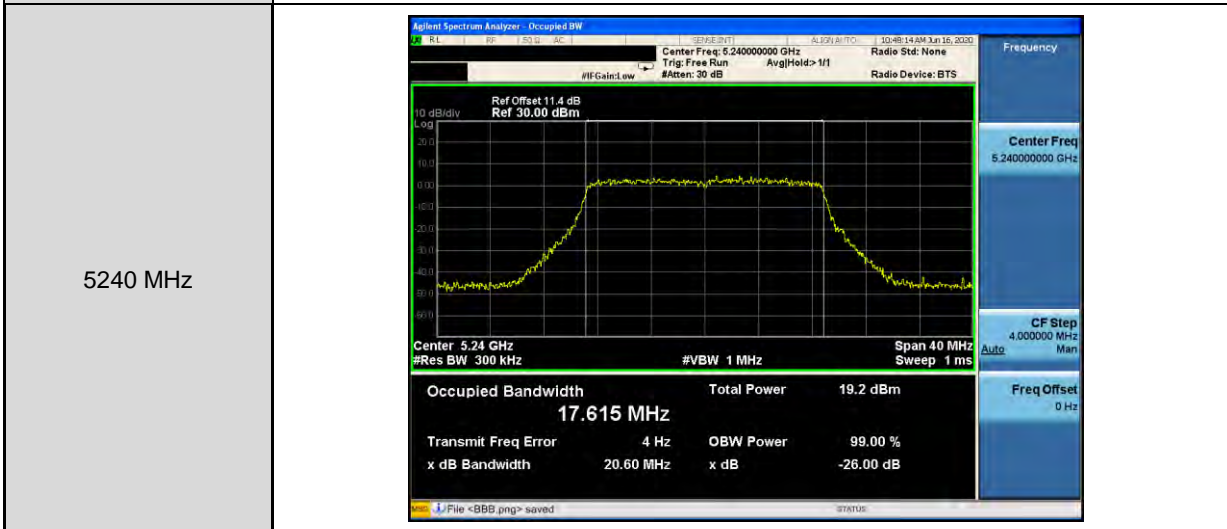 5240 MHz
Agilent Spectrum Analyzer - Occupied BW
RL RF 50 Ω AC SENSE:INT ALIGN AUTO 10:48:14 AM Jun 16, 2020
Center Freq: 5.240000000 GHz Radio Std: None
Trig: Free Run Avg|Hold:> 1/1
#IFGain:Low #Atten: 30 dB Radio Device: BTS
Ref Offset 11.4 dB
10 dB/div Ref 30.00 dBm
Log
20.0
10.0
0.00
-10.0
-20.0
-30.0
-40.0
-50.0
-60.0
Center 5.24 GHz Span 40 MHz
#Res BW 300 kHz #VBW 1 MHz Sweep 1 ms
Occupied Bandwidth Total Power 19.2 dBm
17.615 MHz
Transmit Freq Error 4 Hz OBW Power 99.00 %
x dB Bandwidth 20.60 MHz x dB -26.00 dB
MSG File <BBB.png> saved STATUS
Frequency
Center Freq
5.240000000 GHz
CF Step
4.000000 MHz
Auto Man
Freq Offset
0 Hz